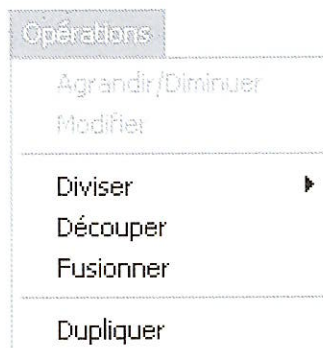 Opérations
Agrandir/Diminuer
Modifier
Diviser
Découper
Fusionner
Dupliquer